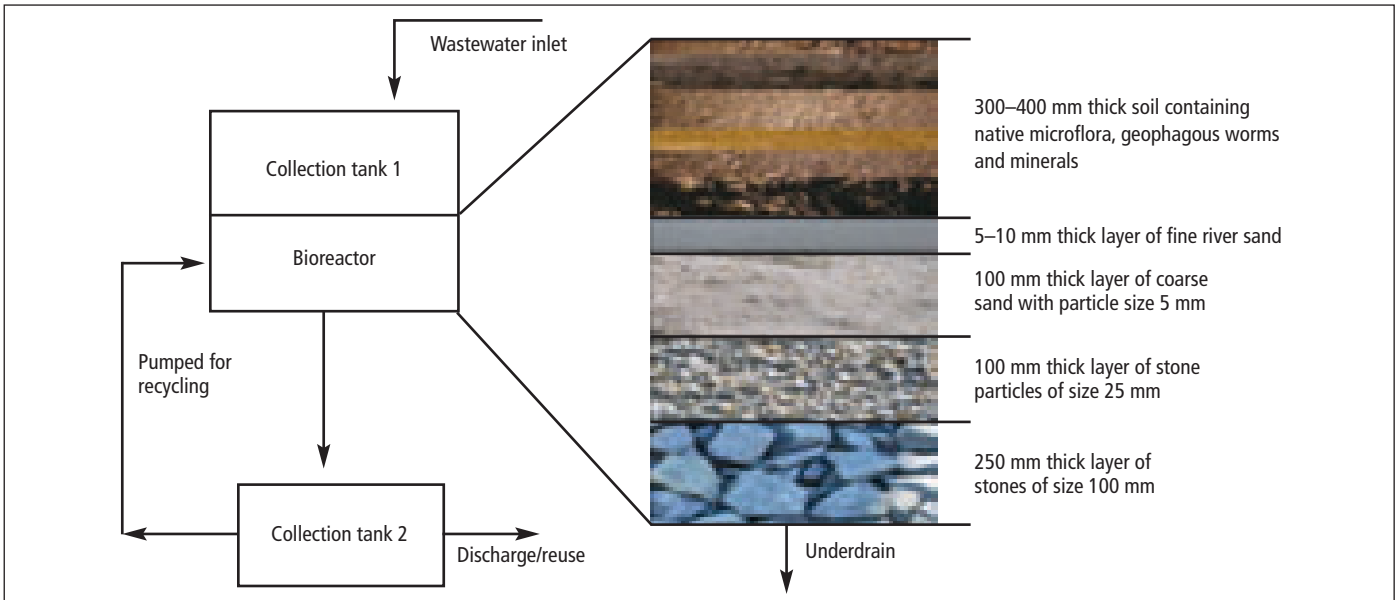 Wastewater inlet
Collection tank 1
Bioreactor
Pumped for
recycling
Collection tank 2
Discharge/reuse
300–400 mm thick soil containing
native microflora, geophagous worms
and minerals
5–10 mm thick layer of fine river sand
100 mm thick layer of coarse
sand with particle size 5 mm
100 mm thick layer of stone
particles of size 25 mm
250 mm thick layer of
stones of size 100 mm
Underdrain